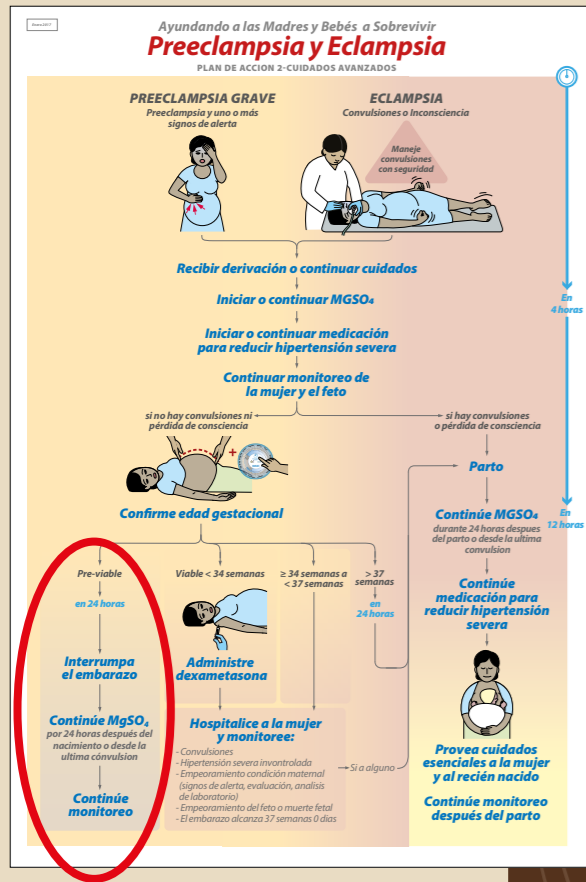 Enero 2017
Ayudando a las Madres y Bebés a Sobrevivir
Preeclampsia y Eclampsia
PLAN DE ACCION 2-CUIDADOS AVANZADOS
PREECLAMPSIA GRAVE
Preeclampsia y uno o más
signos de alerta
ECLAMPSIA
Convulsiones o Inconsciencia
Maneje
convulsiones
con seguridad
Recibir derivación o continuar cuidados
Iniciar o continuar MGSO₄
Iniciar o continuar medicación
para reducir hipertensión severa
Continuar monitoreo de
la mujer y el feto
En
4 horas
si no hay convulsiones ni
pérdida de consciencia
+
Confirme edad gestacional
si hay convulsiones
o pérdida de consciencia
Parto
Continúe MGSO₄
durante 24 horas despues
del parto o desde la ultima
convulsion
En
12 horas
Continúe
medicación para
reducir hipertensión
severa
Provea cuidados
esenciales a la mujer
y al recién nacido
Continúe monitoreo
después del parto
Pre-viable
en 24 horas
Interrumpa
el embarazo
Continúe MgSO₄
por 24 horas después del
nacimiento o desde la
ultima cónvulsion
Continúe
monitoreo
Viable < 34 semanas
Administre
dexametasona
≥ 34 semanas a
< 37 semanas
> 37
semanas
en
24 horas
Hospitalice a la mujer
y monitoree:
- Convulsiones
- Hipertensión severa invontrolada
- Empeoramiento condición maternal
(signos de alerta, evaluación, analisis
de laboratorio)
- Empeoramiento del feto o muerte fetal
- El embarazo alcanza 37 semanas 0 dias
Si a alguno